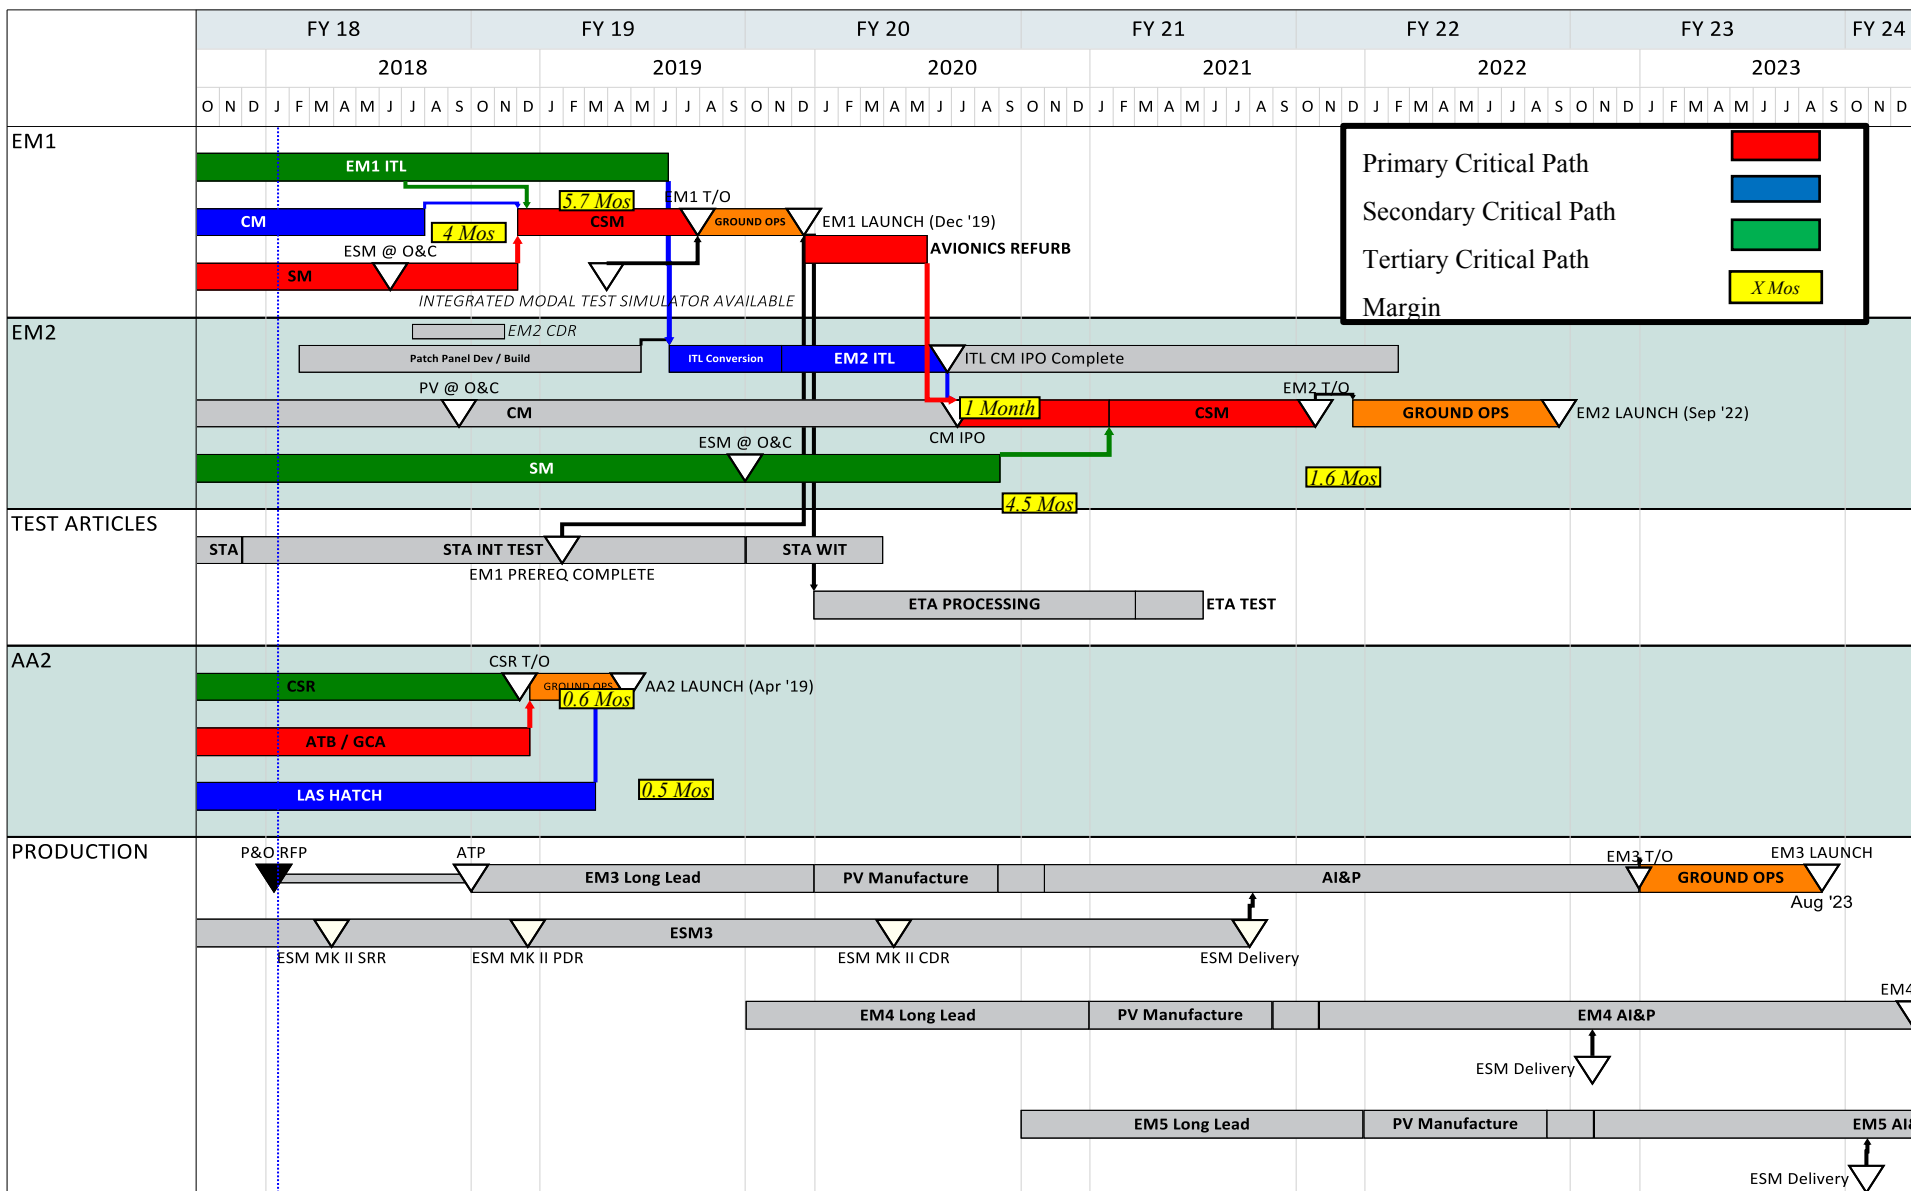 FY 18 FY 19 FY 20 FY 21 FY 22 FY 23 FY 24
2018 2019 2020 2021 2022 2023
O N D J F M A M J J A S O N D J F M A M J J A S O N D J F M A M J J A S O N D J F M A M J J A S O N D J F M A M J J A S O N D J F M A M J J A S O N D
EM1
EM1 ITL
Primary Critical Path
Secondary Critical Path
Tertiary Critical Path
Margin
X Mos
5.7 Mos
EM1 T/O
CM
4 Mos
CSM
GROUND OPS
EM1 LAUNCH (Dec '19)
ESM @ O&C
AVIONICS REFURB
SM
INTEGRATED MODAL TEST SIMULATOR AVAILABLE
EM2
EM2 CDR
Patch Panel Dev / Build
ITL Conversion
EM2 ITL
ITL CM IPO Complete
PV @ O&C
EM2 T/O
CM
1 Month
CSM
GROUND OPS
EM2 LAUNCH (Sep '22)
CM IPO
ESM @ O&C
SM
1.6 Mos
4.5 Mos
TEST ARTICLES
STA
STA INT TEST
STA WIT
EM1 PREREQ COMPLETE
ETA PROCESSING
ETA TEST
AA2
CSR T/O
CSR
GROUND OPS
AA2 LAUNCH (Apr '19)
0.6 Mos
ATB / GCA
LAS HATCH
0.5 Mos
PRODUCTION
P&O RFP
ATP
EM3 T/O
EM3 LAUNCH
EM3 Long Lead
PV Manufacture
AI&P
GROUND OPS
Aug '23
ESM3
ESM MK II SRR
ESM MK II PDR
ESM MK II CDR
ESM Delivery
EM4
EM4 Long Lead
PV Manufacture
EM4 AI&P
ESM Delivery
EM5 Long Lead
PV Manufacture
EM5 AI&
ESM Delivery